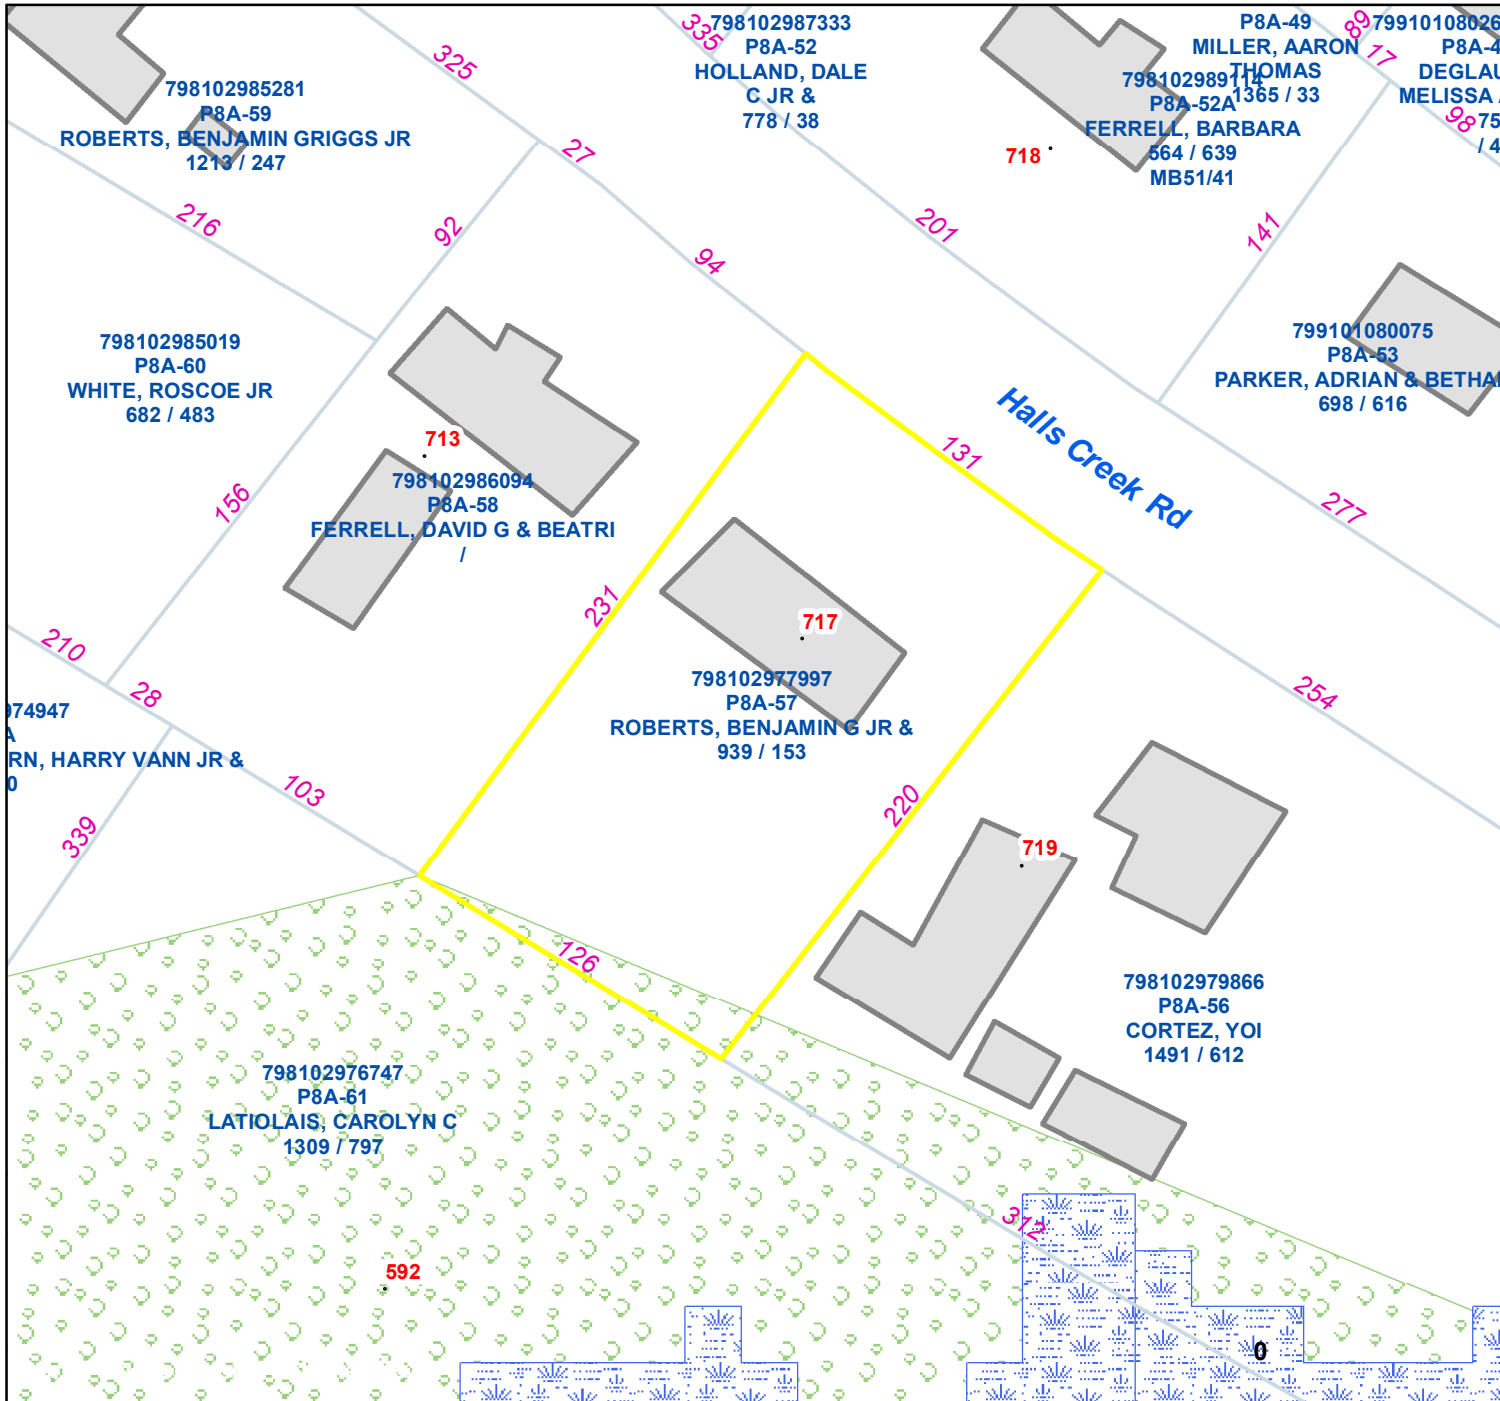 335
798102987333
P8A-52
HOLLAND, DALE
C JR &
778 / 38
P8A-49
MILLER, AARON
THOMAS
1365 / 33
89
17
98
79910108026
P8A-4
DEGLAU
MELISSA
75
/ 4
325
798102985281
P8A-59
ROBERTS, BENJAMIN GRIGGS JR
1213 / 247
798102989114
P8A-52A
FERRELL, BARBARA
564 / 639
MB51/41
718
27
216
92
94
201
141
798102985019
P8A-60
WHITE, ROSCOE JR
682 / 483
799101080075
P8A-53
PARKER, ADRIAN & BETHA
698 / 616
Halls Creek Rd
131
713
798102986094
P8A-58
FERRELL, DAVID G & BEATRI
/
156
277
231
717
798102977997
P8A-57
ROBERTS, BENJAMIN G JR &
939 / 153
210
28
254
974947
A
RN, HARRY VANN JR &
0
103
339
220
719
126
798102979866
P8A-56
CORTEZ, YOI
1491 / 612
798102976747
P8A-61
LATIOLAIS, CAROLYN C
1309 / 797
312
592
0